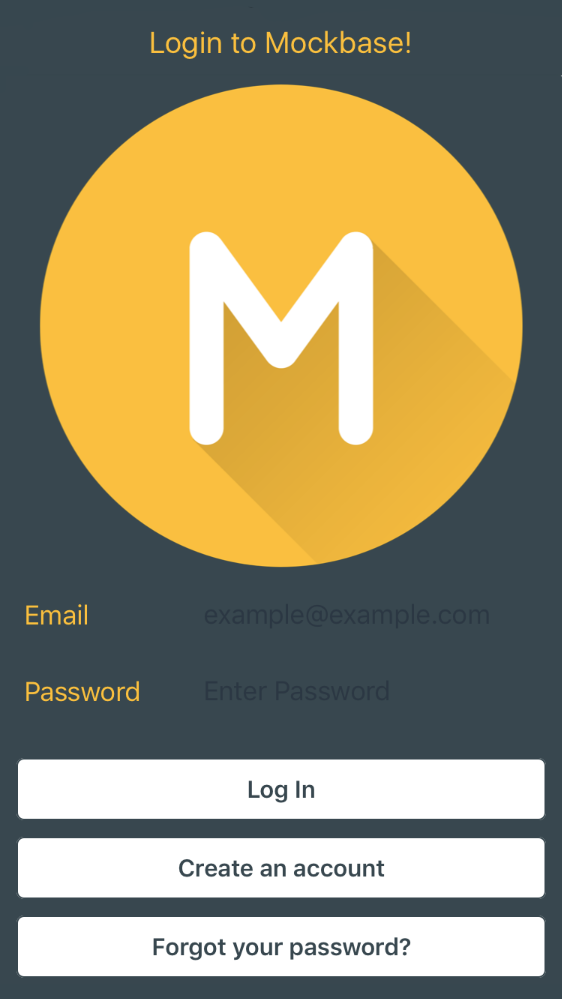 Login to Mockbase!
M
Email example@example.com
Password Enter Password
Log In
Create an account
Forgot your password?